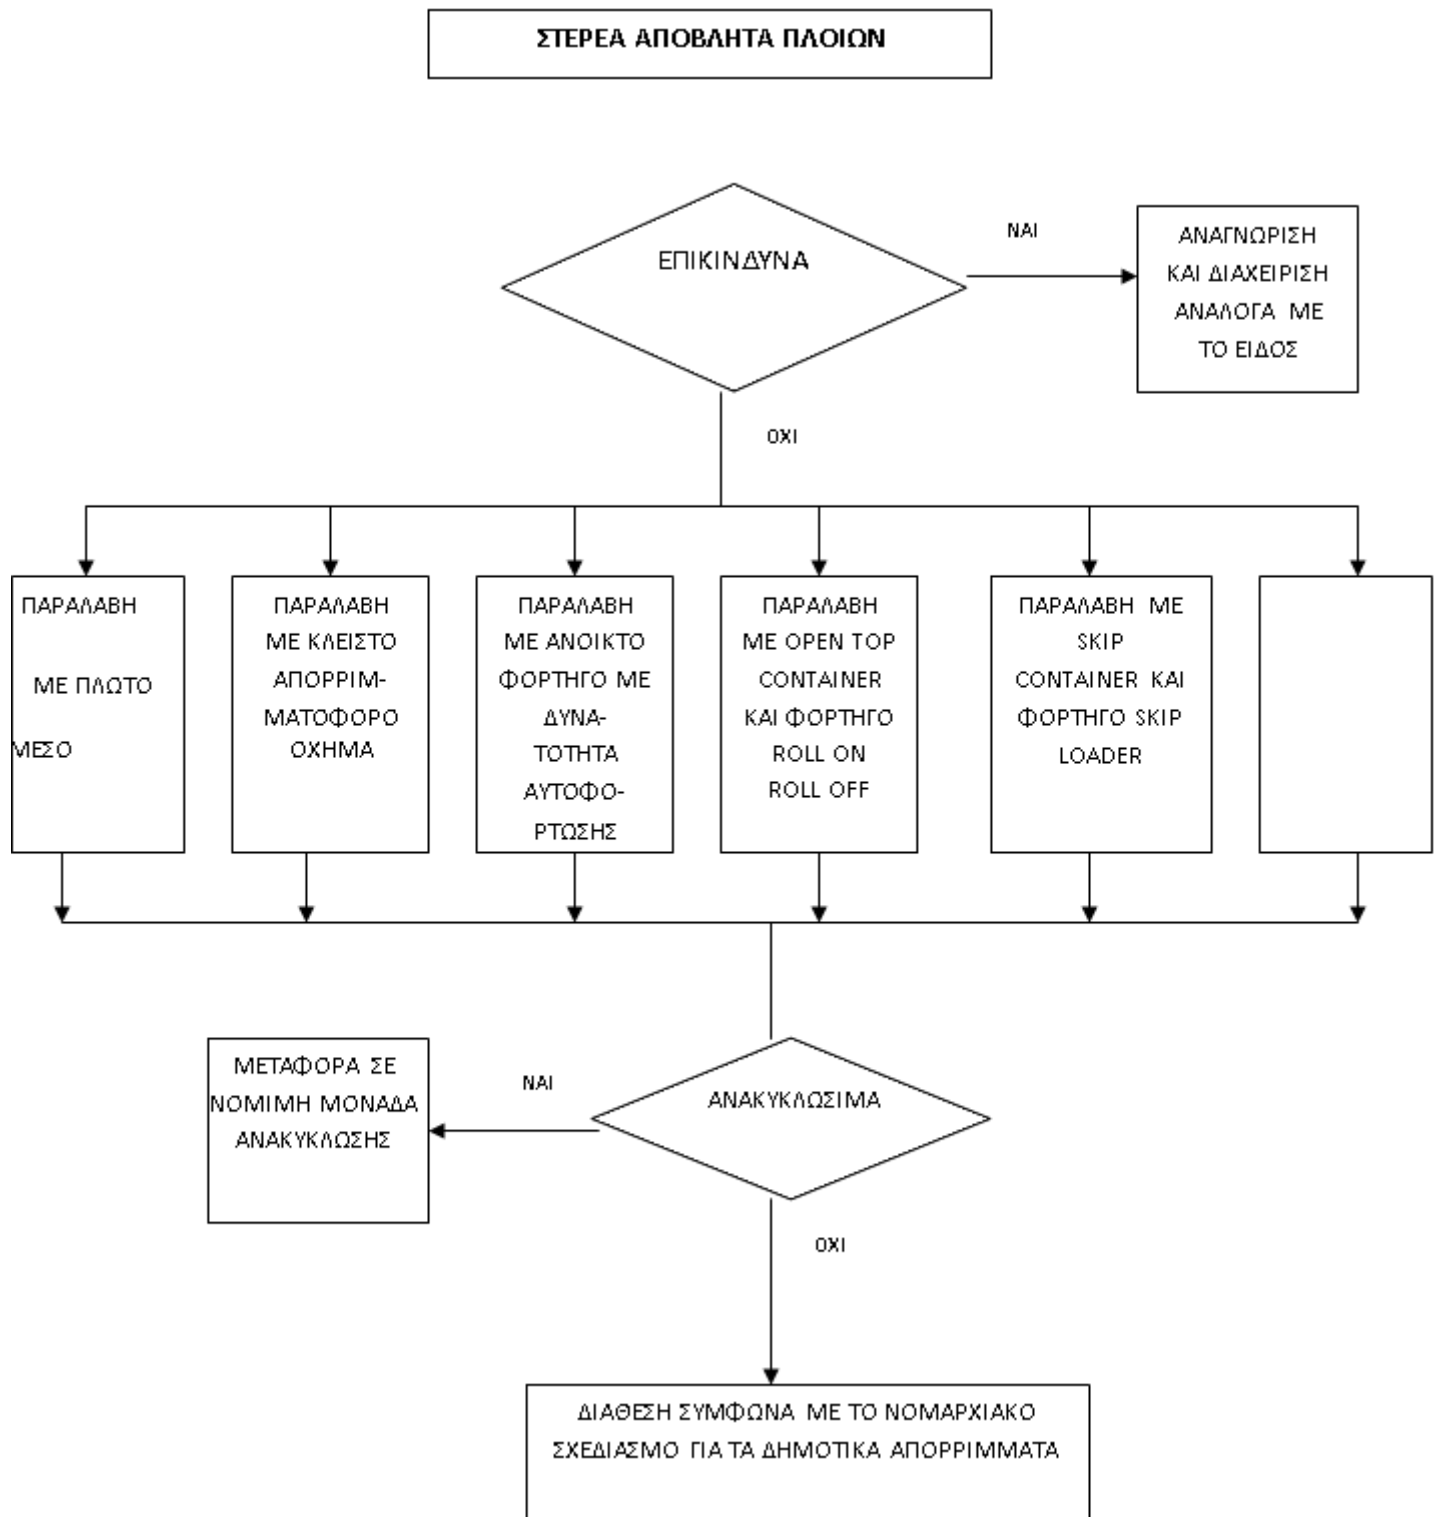 ΣΤΕΡΕΑ ΑΠΟΒΛΗΤΑ ΠΛΟΙΩΝ
ΕΠΙΚΙΝΔΥΝΑ
ΝΑΙ
ΑΝΑΓΝΩΡΙΣΗ
ΚΑΙ ΔΙΑΧΕΙΡΙΣΗ
ΑΝΑΛΟΓΑ ΜΕ
ΤΟ ΕΙΔΟΣ
ΟΧΙ
ΠΑΡΑΛΑΒΗ
ΜΕ ΠΛΩΤΟ
ΜΕΣΟ
ΠΑΡΑΛΑΒΗ
ΜΕ ΚΛΕΙΣΤΟ
ΑΠΟΡΡΙΜ-
ΜΑΤΟΦΟΡΟ
ΟΧΗΜΑ
ΠΑΡΑΛΑΒΗ
ΜΕ ΑΝΟΙΚΤΟ
ΦΟΡΤΗΓΟ ΜΕ
ΔΥΝΑ-
ΤΟΤΗΤΑ
ΑΥΤΟΦΟ-
ΡΤΩΣΗΣ
ΠΑΡΑΛΑΒΗ
ΜΕ OPEN TOP
CONTAINER
ΚΑΙ ΦΟΡΤΗΓΟ
ROLL ON
ROLL OFF
ΠΑΡΑΛΑΒΗ ΜΕ
SKIP
CONTAINER ΚΑΙ
ΦΟΡΤΗΓΟ SKIP
LOADER
ΜΕΤΑΦΟΡΑ ΣΕ
ΝΟΜΙΜΗ ΜΟΝΑΔΑ
ΑΝΑΚΥΚΛΩΣΗΣ
ΝΑΙ
ΑΝΑΚΥΚΛΩΣΙΜΑ
ΟΧΙ
ΔΙΑΘΕΣΗ ΣΥΜΦΩΝΑ ΜΕ ΤΟ ΝΟΜΑΡΧΙΑΚΟ
ΣΧΕΔΙΑΣΜΟ ΓΙΑ ΤΑ ΔΗΜΟΤΙΚΑ ΑΠΟΡΡΙΜΜΑΤΑ